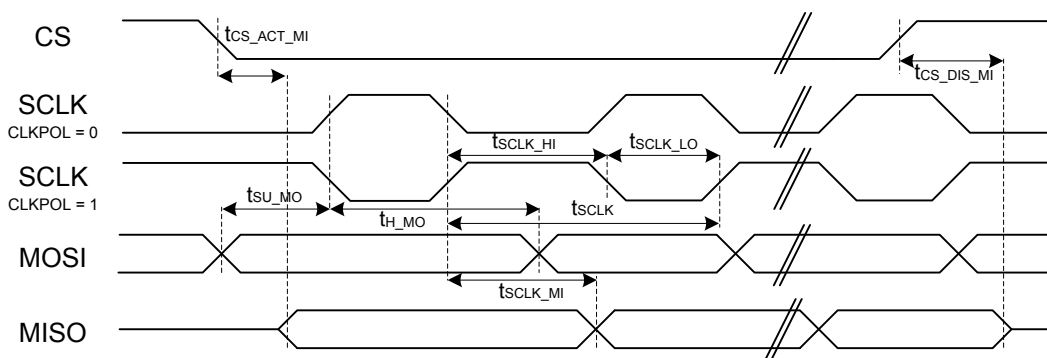 CS
tCS_ACT_MI
tCS_DIS_MI
SCLK
CLKPOL = 0
tSCLK_HI
tSCLK_LO
SCLK
CLKPOL = 1
tSU_MO
tH_MO
tSCLK
MOSI
tSCLK_MI
MISO